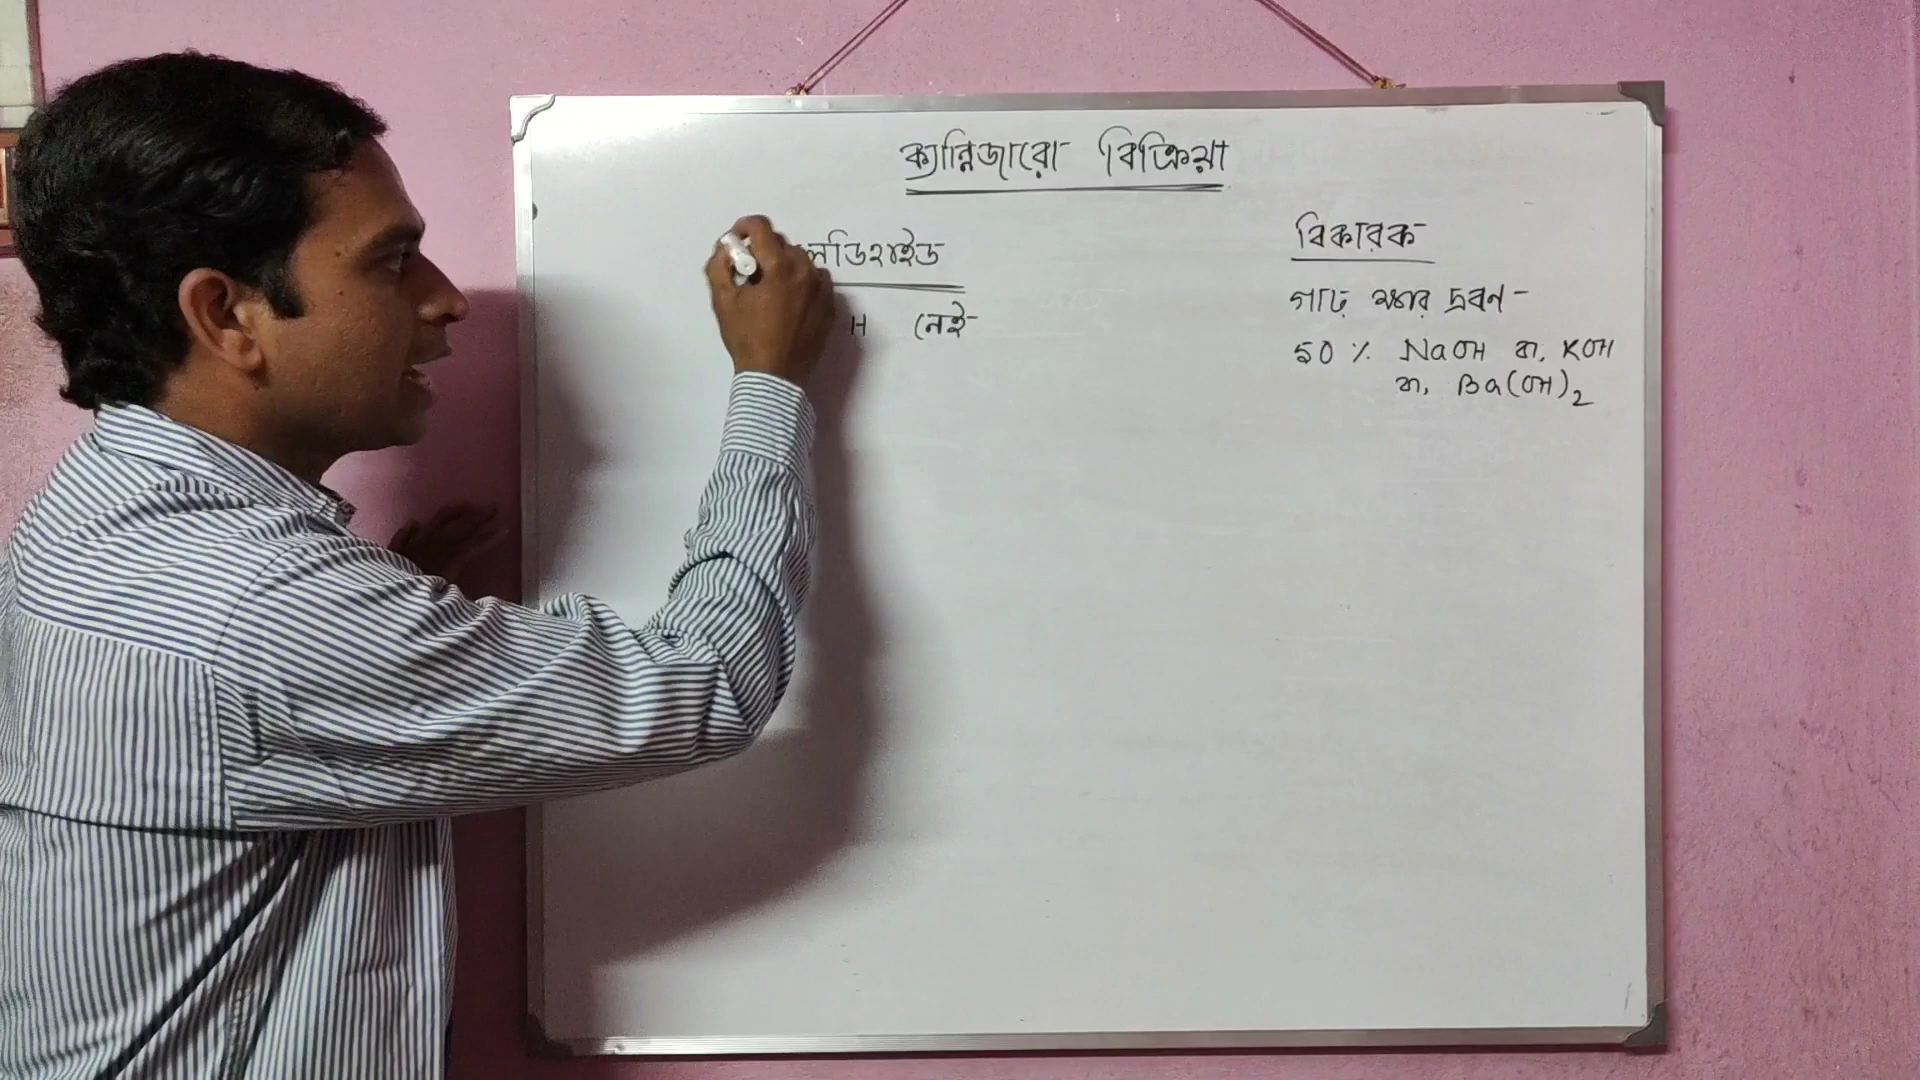 ক্যান্নিজারো বিক্রিয়া
লডিহাইড
H নেই
বিকারক
গাঢ় ক্ষার দ্রবণ -
50 % NaOH বা, KOH
বা, Ba(OH)2